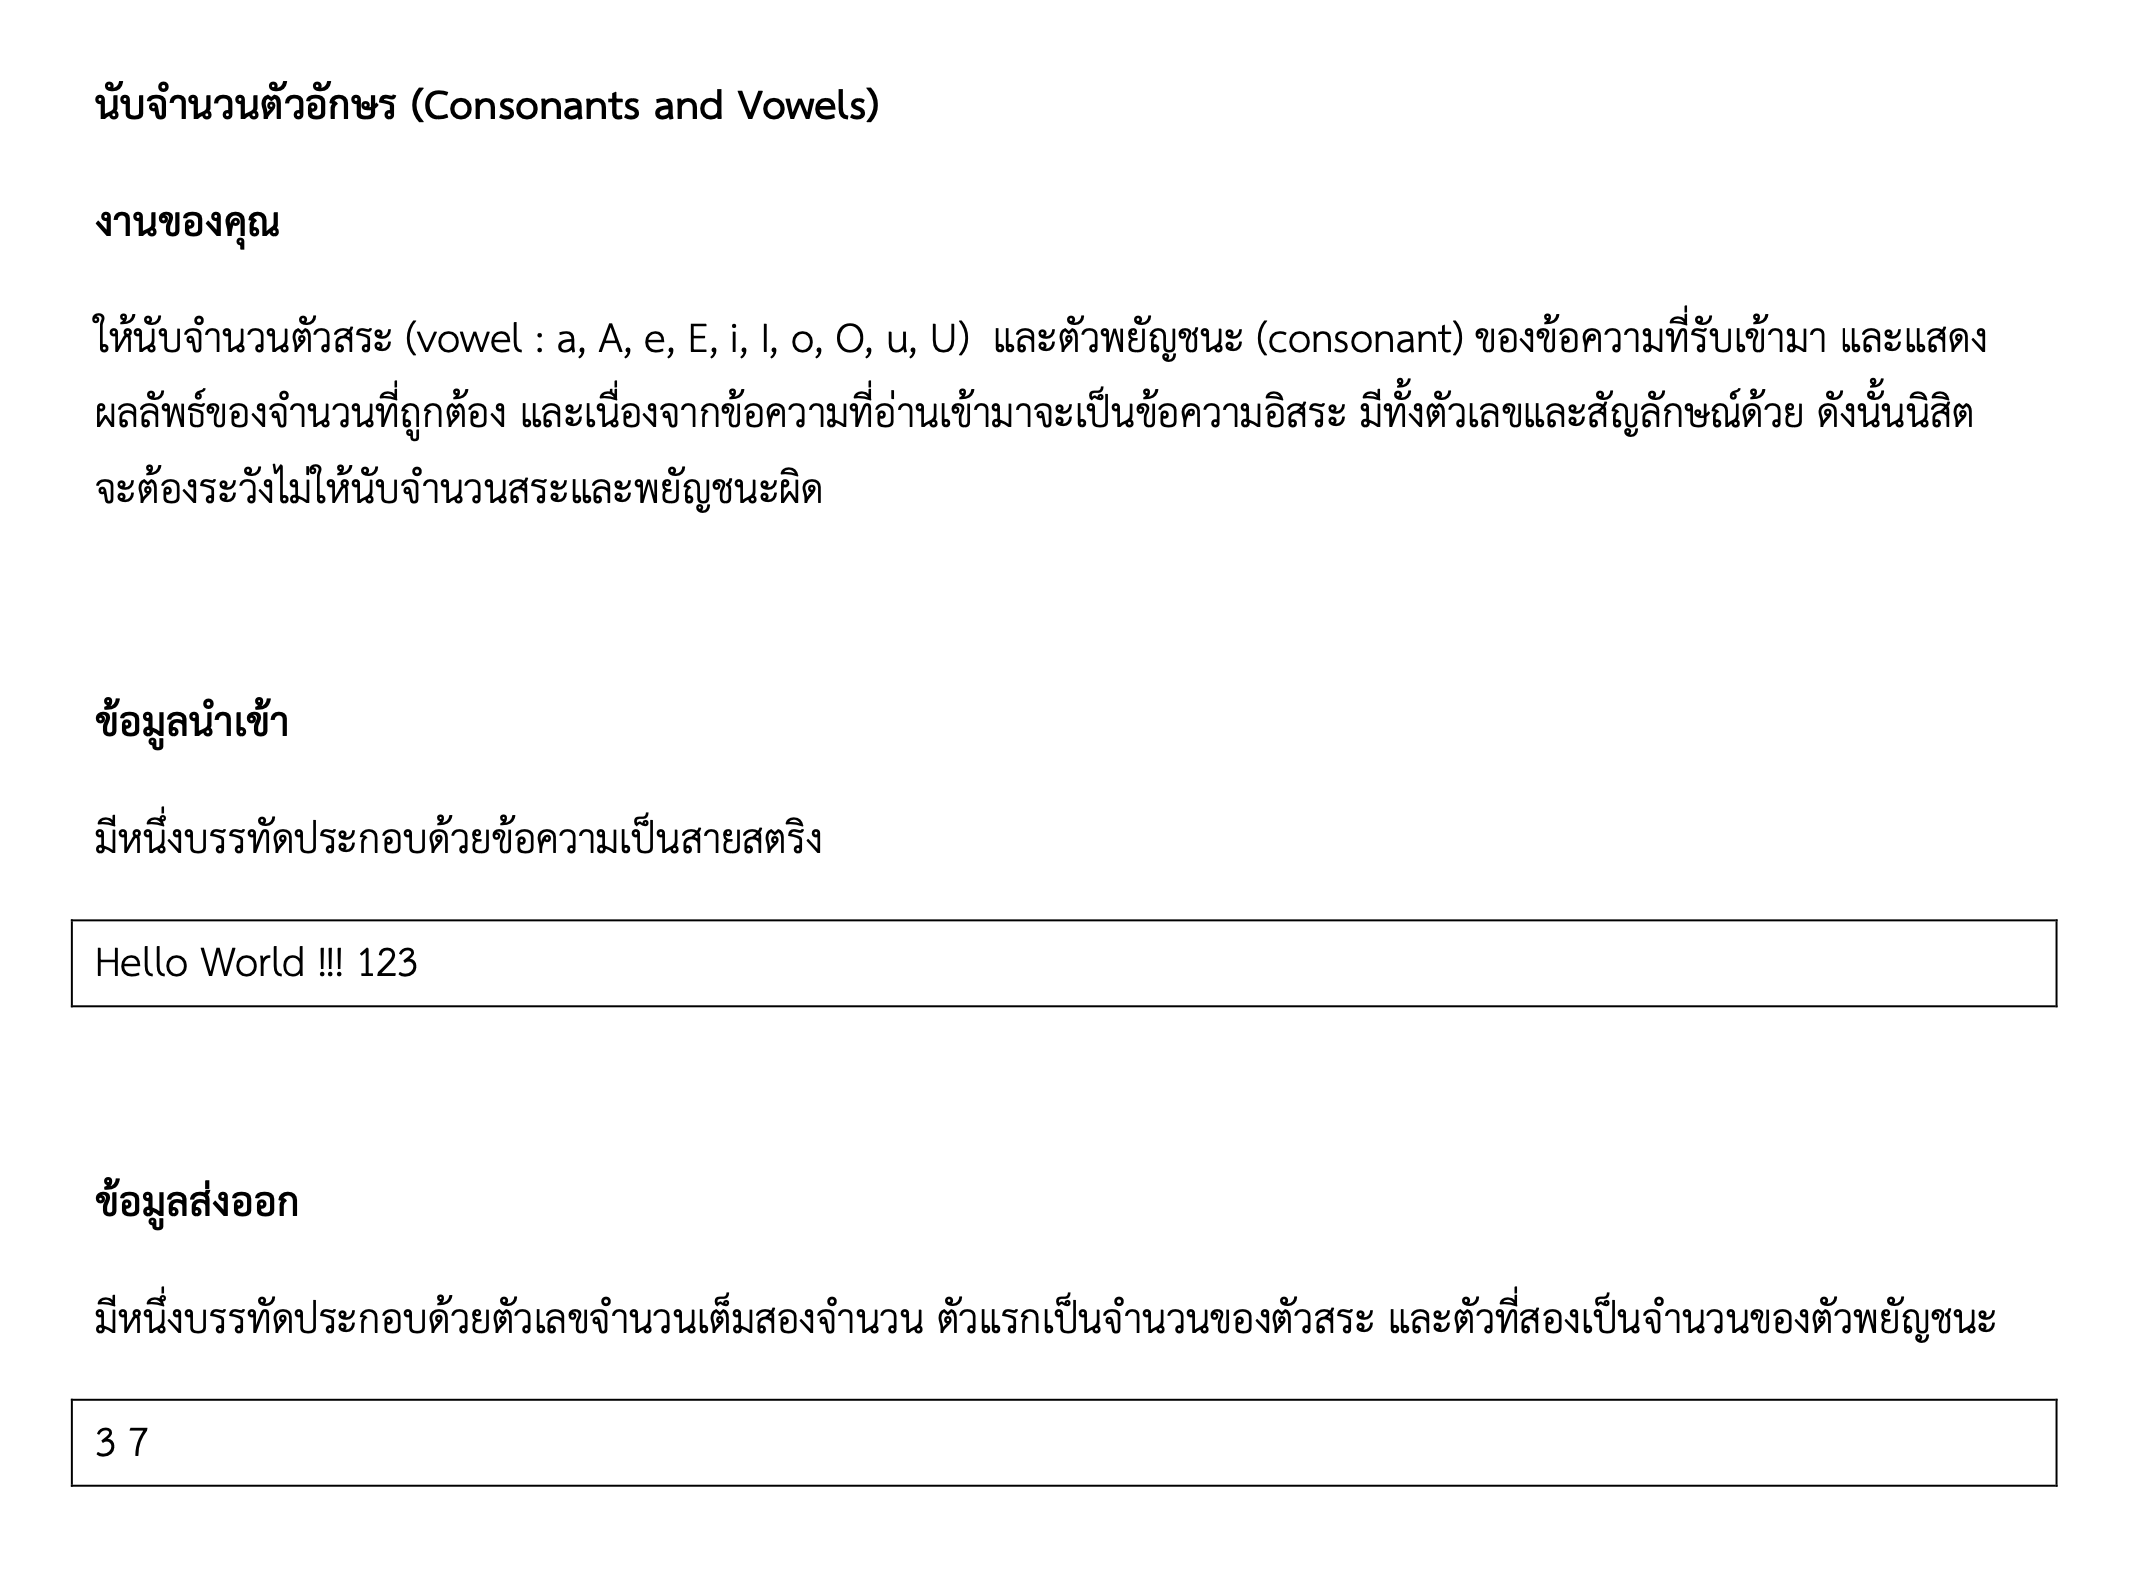 นับจำนวนตัวอักษร (Consonants and Vowels)
งานของคุณ
ให้นับจำนวนตัวสระ (vowel : a, A, e, E, i, I, o, O, u, U)  และตัวพยัญชนะ (consonant) ของข้อความที่รับเข้ามา และแสดง
ผลลัพธ์ของจำนวนที่ถูกต้อง และเนื่องจากข้อความที่อ่านเข้ามาจะเป็นข้อความอิสระ มีทั้งตัวเลขและสัญลักษณ์ด้วย ดังนั้นนิสิต
จะต้องระวังไม่ให้นับจำนวนสระและพยัญชนะผิด
ข้อมูลนำเข้า
มีหนึ่งบรรทัดประกอบด้วยข้อความเป็นสายสตริง
Hello World !!! 123
ข้อมูลส่งออก
มีหนึ่งบรรทัดประกอบด้วยตัวเลขจำนวนเต็มสองจำนวน ตัวแรกเป็นจำนวนของตัวสระ และตัวที่สองเป็นจำนวนของตัวพยัญชนะ
3 7